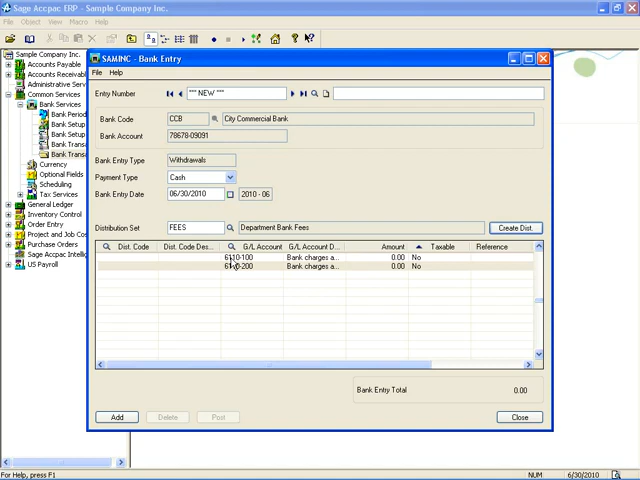 Sage Accpac ERP - Sample Company Inc.
File Object View Macro Help
Sample Company Inc.
Accounts Payable
Accounts Receivable
Administrative Serv
Common Services
Bank Services
Bank Period
Bank Setup
Bank Setup
Bank Trans
Bank Trans
Currency
Optional Fields
Scheduling
Tax Services
General Ledger
Inventory Control
Order Entry
Project and Job Co
Purchase Orders
Sage Accpac Intelli
US Payroll
SAMINC - Bank Entry
File Help
Entry Number *** NEW ***
Bank Code CCB City Commercial Bank
Bank Account 78678-09091
Bank Entry Type Withdrawals
Payment Type Cash
Bank Entry Date 06/30/2010 2010 - 06
Distribution Set FEES Department Bank Fees Create Dist.
Dist. Code Dist. Code Des... G/L Account G/L Account D... Amount Taxable Reference
6110-100 Bank charges a... 0.00 No
Bank charges a... 0.00 No
Bank Entry Total 0.00
Add Delete Post Close
For Help, press F1 NUM 6/30/2010